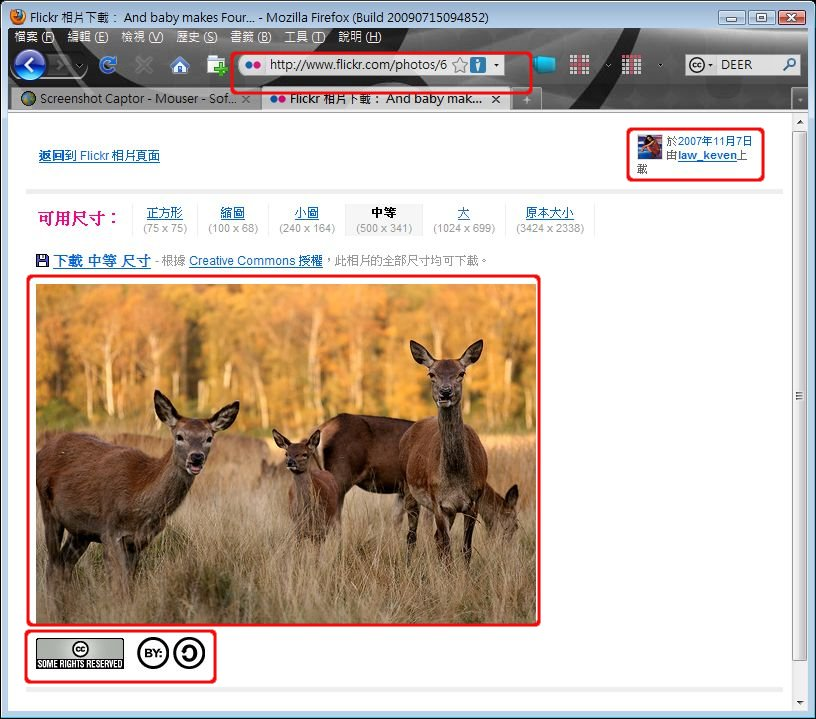 Flickr 相片下載： And baby makes Four... - Mozilla Firefox (Build 20090715094852)
檔案 (F) 編輯 (E) 檢視 (V) 歷史 (S) 書籤 (B) 工具 (T) 說明 (H)
http://www.flickr.com/photos/6
DEER
Screenshot Captor - Mouser - Sof...
Flickr 相片下載： And baby mak...
返回到 Flickr 相片頁面
於2007年11月7日
由law_keven上
載
可用尺寸：
正方形 縮圖 小圖 中等 大 原本大小
(75 x 75) (100 x 68) (240 x 164) (500 x 341) (1024 x 699) (3424 x 2338)
下載 中等 尺寸 - 根據 Creative Commons 授權，此相片的全部尺寸均可下載。
cc
SOME RIGHTS RESERVED
BY: